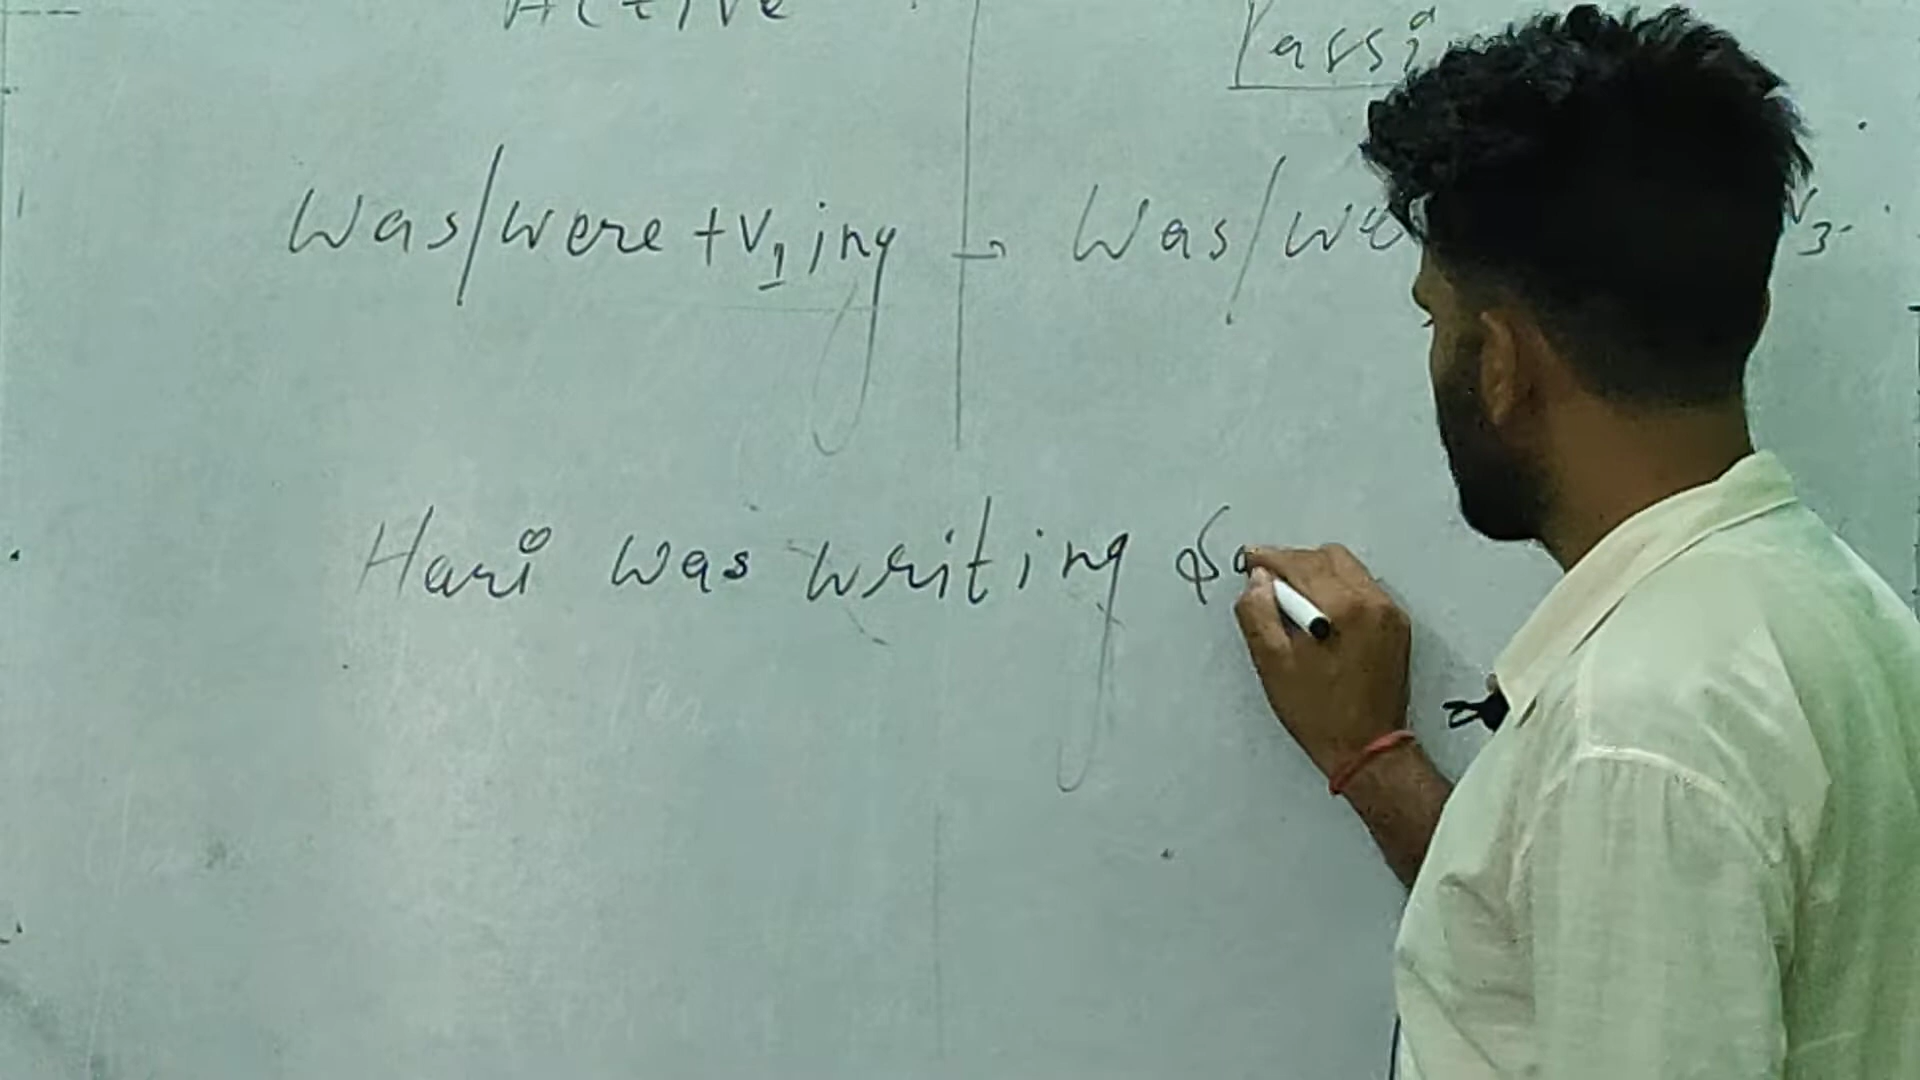 Active
Passi
Was/were + V1 ing → Was/we V3.
Hari was writing